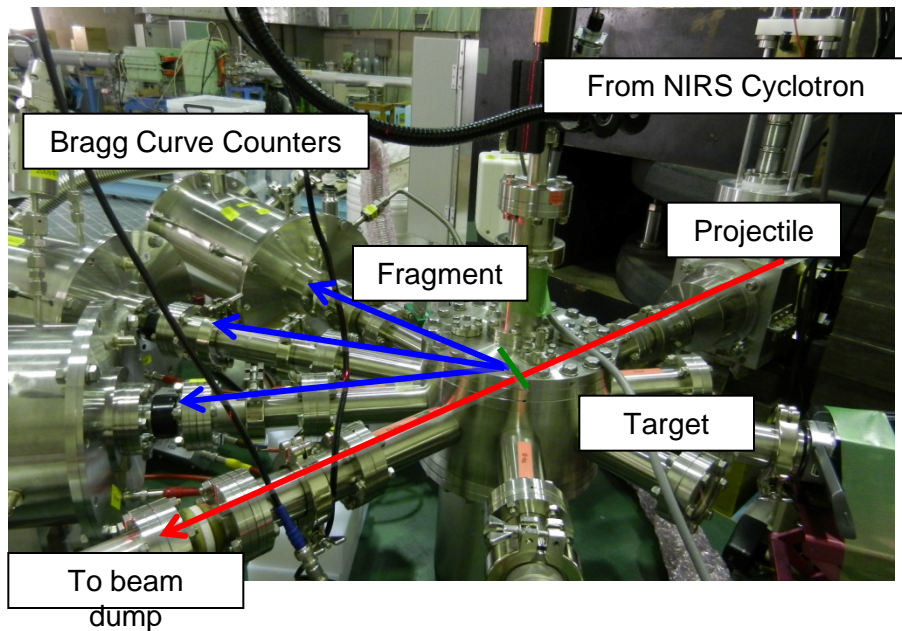 From NIRS Cyclotron
Bragg Curve Counters
Projectile
Fragment
Target
To beam
dump